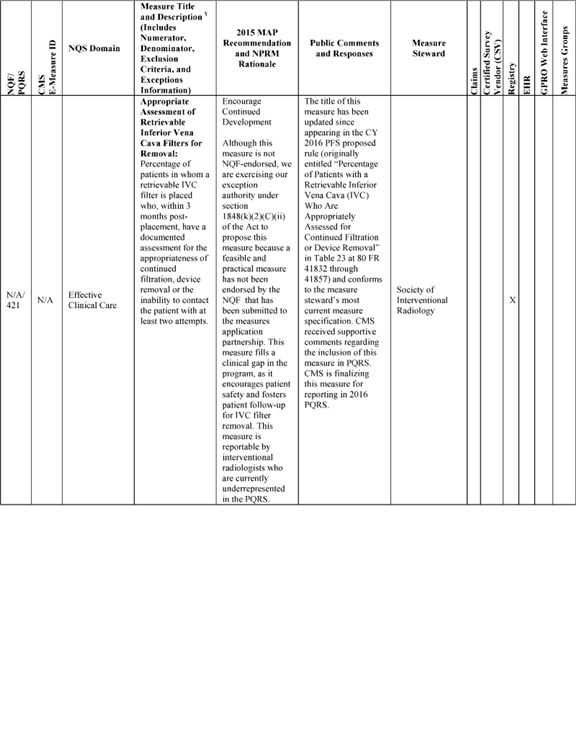 NQF/
PQRS
CMS
E-Measure ID
NQS Domain
Measure Title
and Description ¥
(Includes
Numerator,
Denominator,
Exclusion
Criteria, and
Exceptions
Information)
2015 MAP
Recommendation
and NPRM
Rationale
Public Comments
and Responses
Measure
Steward
Claims
Certified Survey
Vendor (CSV)
Registry
EHR
GPRO Web Interface
Measures Groups
N/A/
421
N/A
Effective
Clinical Care
Appropriate
Assessment of
Retrievable
Inferior Vena
Cava Filters for
Removal:
Percentage of
patients in whom a
retrievable IVC
filter is placed
who, within 3
months post-
placement, have a
documented
assessment for the
appropriateness of
continued
filtration, device
removal or the
inability to contact
the patient with at
least two attempts.
Encourage
Continued
Development
Although this
measure is not
NQF-endorsed, we
are exercising our
exception
authority under
section
1848(k)(2)(C)(ii)
of the Act to
propose this
measure because a
feasible and
practical measure
has not been
endorsed by the
NQF that has
been submitted to
the measures
application
partnership. This
measure fills a
clinical gap in the
program, as it
encourages patient
safety and fosters
patient follow-up
for IVC filter
removal. This
measure is
reportable by
interventional
radiologists who
are currently
underrepresented
in the PQRS.
The title of this
measure has been
updated since
appearing in the CY
2016 PFS proposed
rule (originally
entitled “Percentage
of Patients with a
Retrievable Inferior
Vena Cava (IVC)
Who Are
Appropriately
Assessed for
Continued Filtration
or Device Removal”
in Table 23 at 80 FR
41832 through
41857) and conforms
to the measure
steward’s most
current measure
specification. CMS
received supportive
comments regarding
the inclusion of this
measure in PQRS.
CMS is finalizing
this measure for
reporting in 2016
PQRS.
Society of
Interventional
Radiology
X